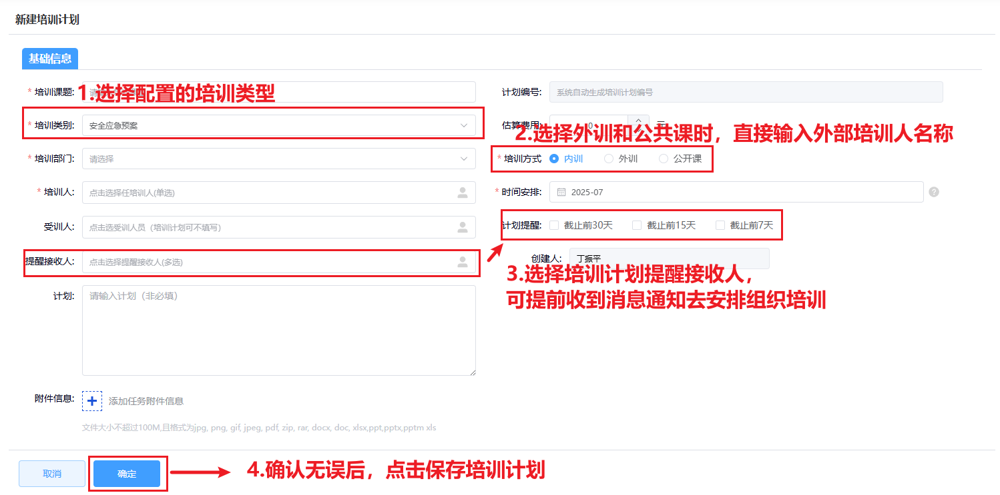 新建培训计划
基础信息
* 培训课题:
1.选择配置的培训类型
计划编号: 系统自动生成培训计划编号
* 培训类别: 安全应急预案
估算费用: 0 元
2.选择外训和公共课时，直接输入外部培训人名称
* 培训部门: 请选择
* 培训方式 内训 外训 公开课
* 培训人: 点击选择任培训人(单选)
* 时间安排: 2025-07 ?
受训人: 点击选受训人员（培训计划可不填写）
计划提醒: 截止前30天 截止前15天 截止前7天
提醒接收人: 点击选择提醒接收人(多选)
创建人: 丁振平
3.选择培训计划提醒接收人，
可提前收到消息通知去安排组织培训
计划: 请输入计划（非必填）
附件信息: + 添加任务附件信息
文件大小不超过100M,且格式为jpg, png, gif, jpeg, pdf, zip, rar, docx, doc, xlsx,ppt,pptx,pptm xls
取消 确定
4.确认无误后，点击保存培训计划